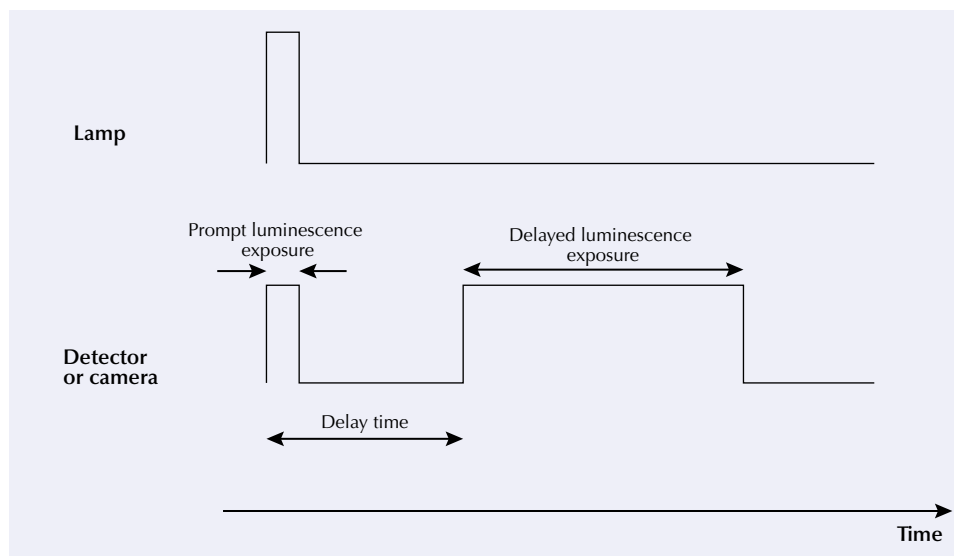 Lamp
Prompt luminescence
exposure
Delayed luminescence
exposure
Detector
or camera
Delay time
Time